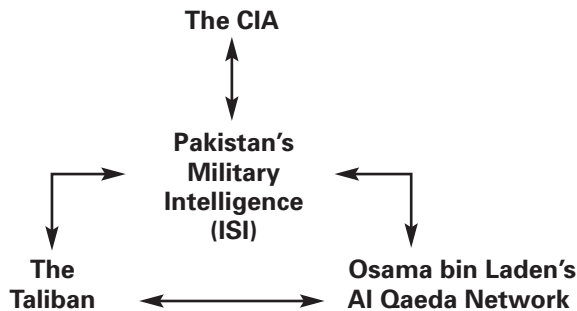 The CIA
Pakistan's
Military
Intelligence
(ISI)
The
Taliban
Osama bin Laden's
Al Qaeda Network